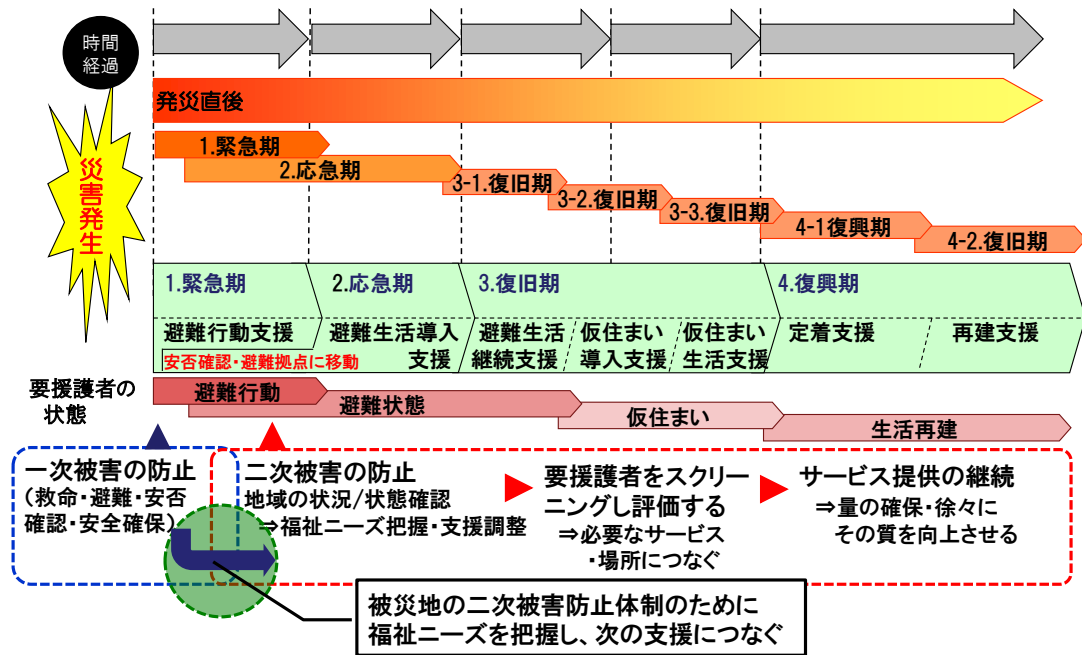 時間
経過
発災直後
災害発生
1.緊急期
2.応急期
3-1.復旧期
3-2.復旧期
3-3.復旧期
4-1復興期
4-2.復旧期
1.緊急期
2.応急期
3.復旧期
4.復興期
避難行動支援
安否確認・避難拠点に移動
避難生活導入
支援
避難生活
継続支援
仮住まい
導入支援
仮住まい
生活支援
定着支援
再建支援
要援護者の
状態
避難行動
避難状態
仮住まい
生活再建
一次被害の防止
(救命・避難・安否
確認・安全確保)
二次被害の防止
地域の状況/状態確認
⇒福祉ニーズ把握・支援調整
要援護者をスクリー
ニングし評価する
⇒必要なサービス
・場所につなぐ
サービス提供の継続
⇒量の確保・徐々に
その質を向上させる
被災地の二次被害防止体制のために
福祉ニーズを把握し、次の支援につなぐ